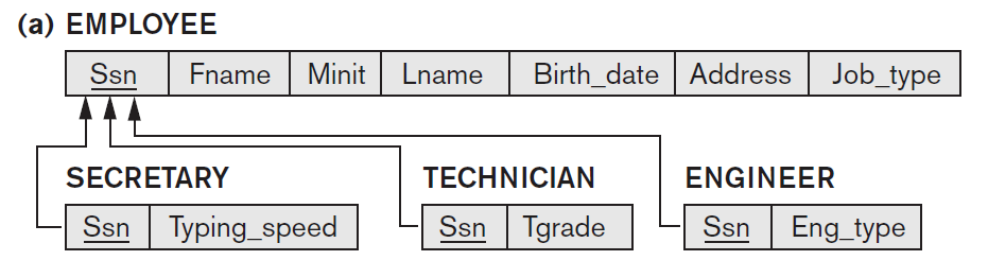 (a) EMPLOYEE
Ssn Fname Minit Lname Birth_date Address Job_type
SECRETARY TECHNICIAN ENGINEER
Ssn Typing_speed Ssn Tgrade Ssn Eng_type